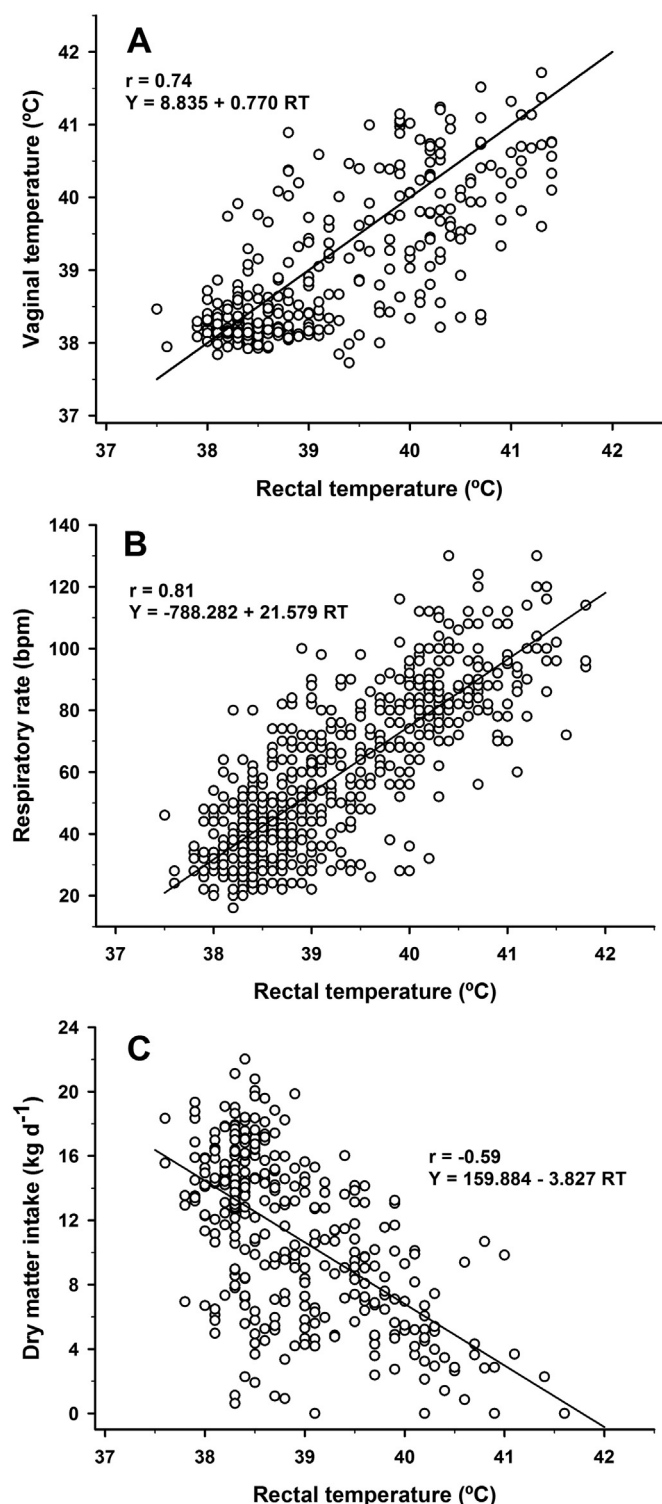 A
r = 0.74
Y = 8.835 + 0.770 RT
Vaginal temperature (ºC)
42
41
40
39
38
37
37 38 39 40 41 42
Rectal temperature (ºC)
B
r = 0.81
Y = -788.282 + 21.579 RT
Respiratory rate (bpm)
140
120
100
80
60
40
20
37 38 39 40 41 42
Rectal temperature (ºC)
C
r = -0.59
Y = 159.884 - 3.827 RT
Dry matter intake (kg d⁻¹)
24
20
16
12
8
4
0
37 38 39 40 41 42
Rectal temperature (ºC)